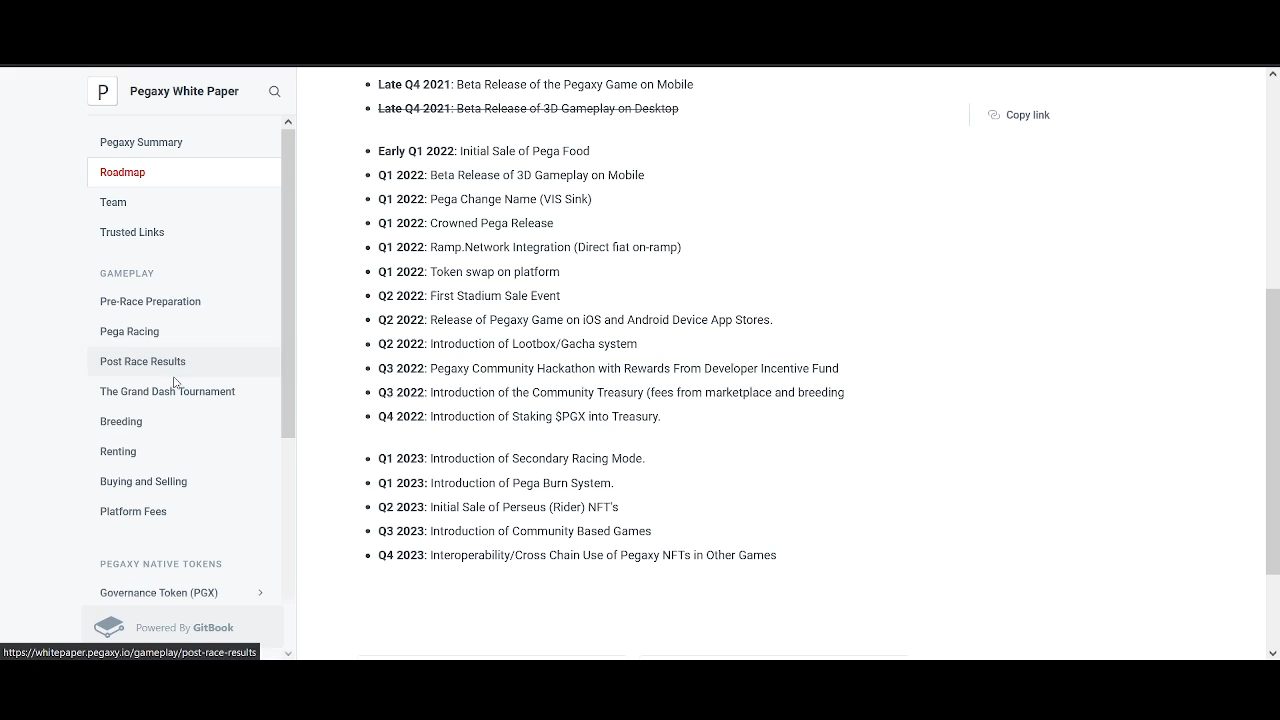 P
Pegaxy White Paper
Pegaxy Summary
Roadmap
Team
Trusted Links
GAMEPLAY
Pre-Race Preparation
Pega Racing
Post Race Results
The Grand Dash Tournament
Breeding
Renting
Buying and Selling
Platform Fees
PEGAXY NATIVE TOKENS
Governance Token (PGX)
Powered By GitBook
https://whitepaper.pegaxy.io/gameplay/post-race-results
Late Q4 2021: Beta Release of the Pegaxy Game on Mobile
Late Q4 2021: Beta Release of 3D Gameplay on Desktop
Early Q1 2022: Initial Sale of Pega Food
Q1 2022: Beta Release of 3D Gameplay on Mobile
Q1 2022: Pega Change Name (VIS Sink)
Q1 2022: Crowned Pega Release
Q1 2022: Ramp.Network Integration (Direct fiat on-ramp)
Q1 2022: Token swap on platform
Q2 2022: First Stadium Sale Event
Q2 2022: Release of Pegaxy Game on iOS and Android Device App Stores.
Q2 2022: Introduction of Lootbox/Gacha system
Q3 2022: Pegaxy Community Hackathon with Rewards From Developer Incentive Fund
Q3 2022: Introduction of the Community Treasury (fees from marketplace and breeding
Q4 2022: Introduction of Staking $PGX into Treasury.
Q1 2023: Introduction of Secondary Racing Mode.
Q1 2023: Introduction of Pega Burn System.
Q2 2023: Initial Sale of Perseus (Rider) NFT's
Q3 2023: Introduction of Community Based Games
Q4 2023: Interoperability/Cross Chain Use of Pegaxy NFTs in Other Games
Copy link